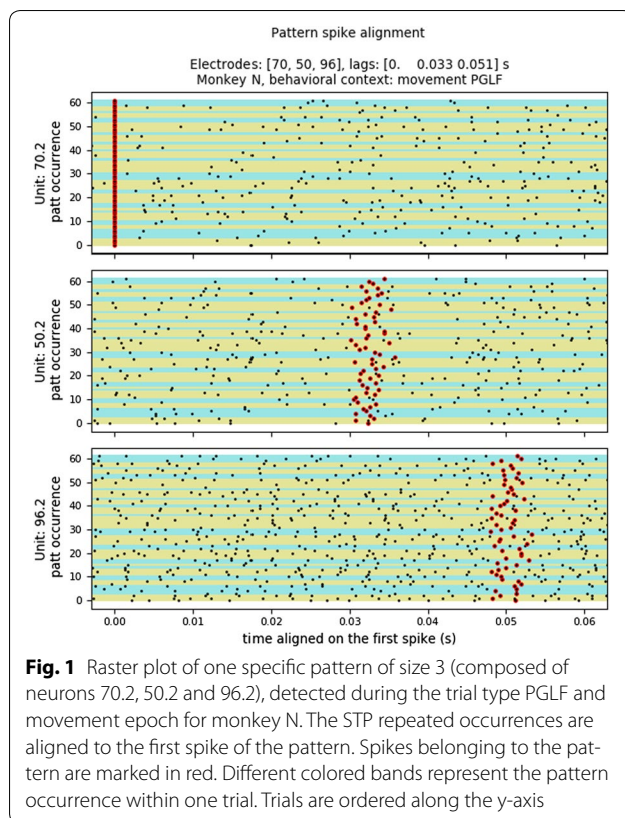 Pattern spike alignment
Electrodes: [70, 50, 96], lags: [0. 0.033 0.051] s
Monkey N, behavioral context: movement PGLF
60
50
40
30
20
10
0
Unit: 70.2
patt occurrence
60
50
40
30
20
10
0
Unit: 50.2
patt occurrence
60
50
40
30
20
10
0
Unit: 96.2
patt occurrence
0.00 0.01 0.02 0.03 0.04 0.05 0.06
time aligned on the first spike (s)
Fig. 1 Raster plot of one specific pattern of size 3 (composed of
neurons 70.2, 50.2 and 96.2), detected during the trial type PGLF and
movement epoch for monkey N. The STP repeated occurrences are
aligned to the first spike of the pattern. Spikes belonging to the pat-
tern are marked in red. Different colored bands represent the pattern
occurrence within one trial. Trials are ordered along the y-axis